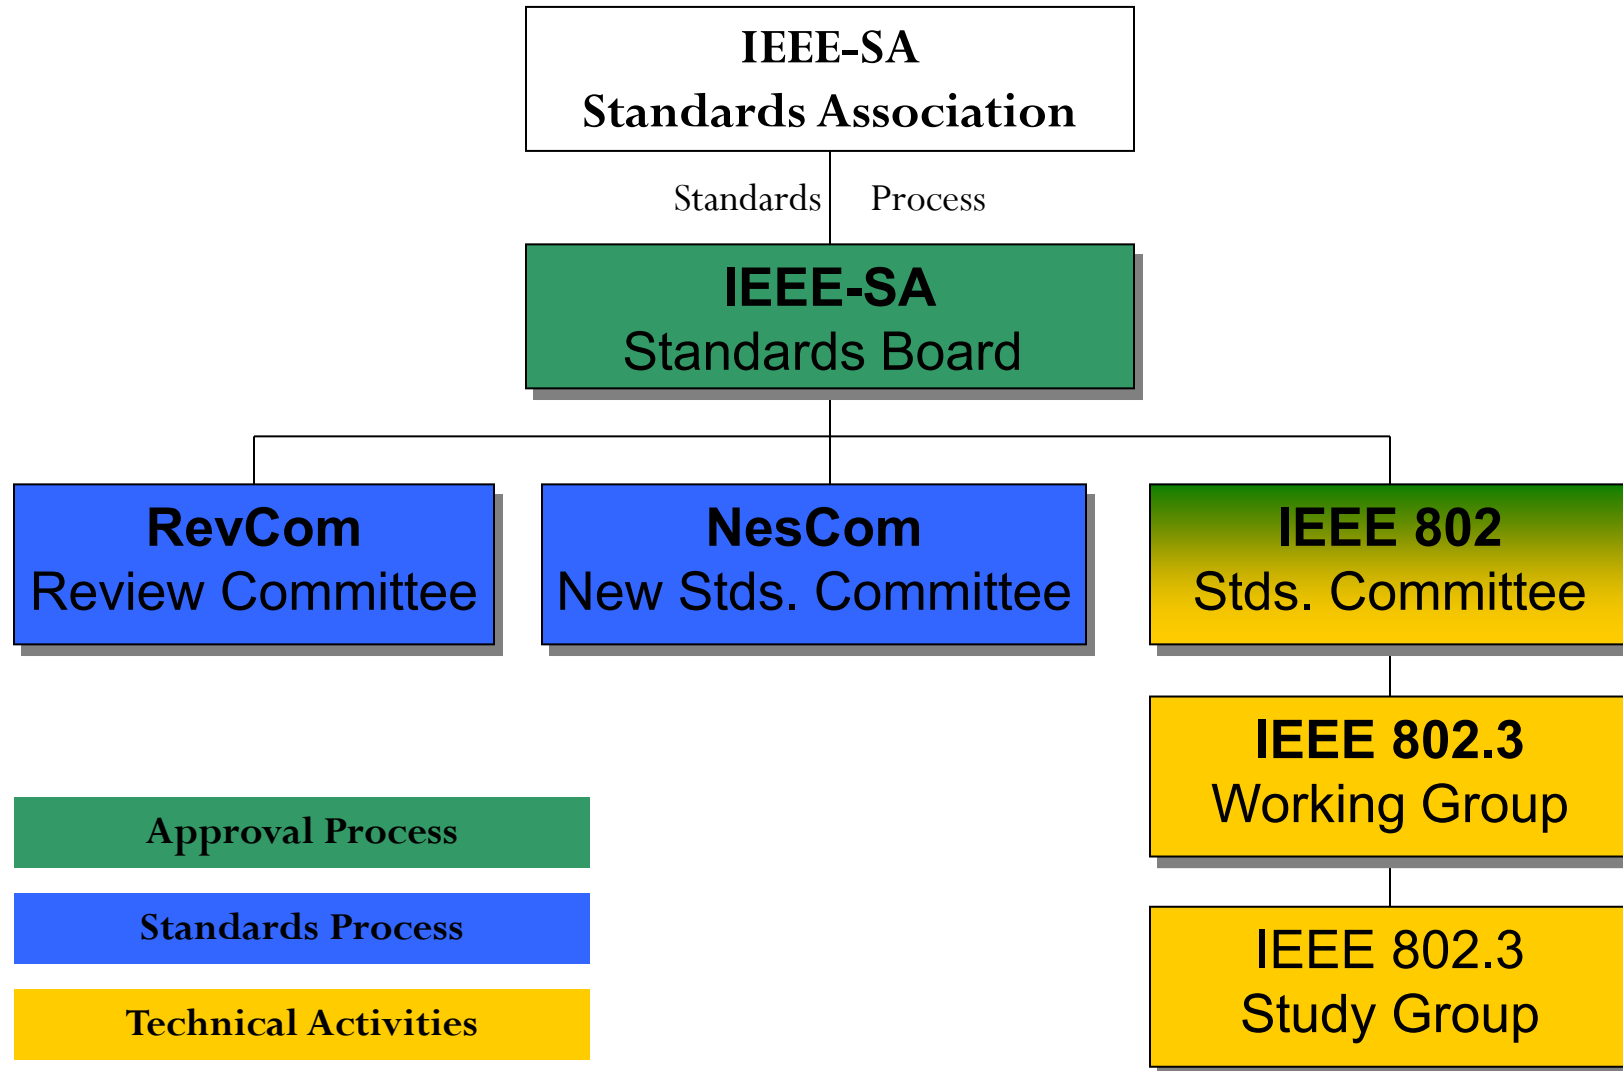 IEEE-SA
Standards Association
Standards Process
IEEE-SA
Standards Board
RevCom
Review Committee
NesCom
New Stds. Committee
IEEE 802
Stds. Committee
IEEE 802.3
Working Group
IEEE 802.3
Study Group
Approval Process
Standards Process
Technical Activities